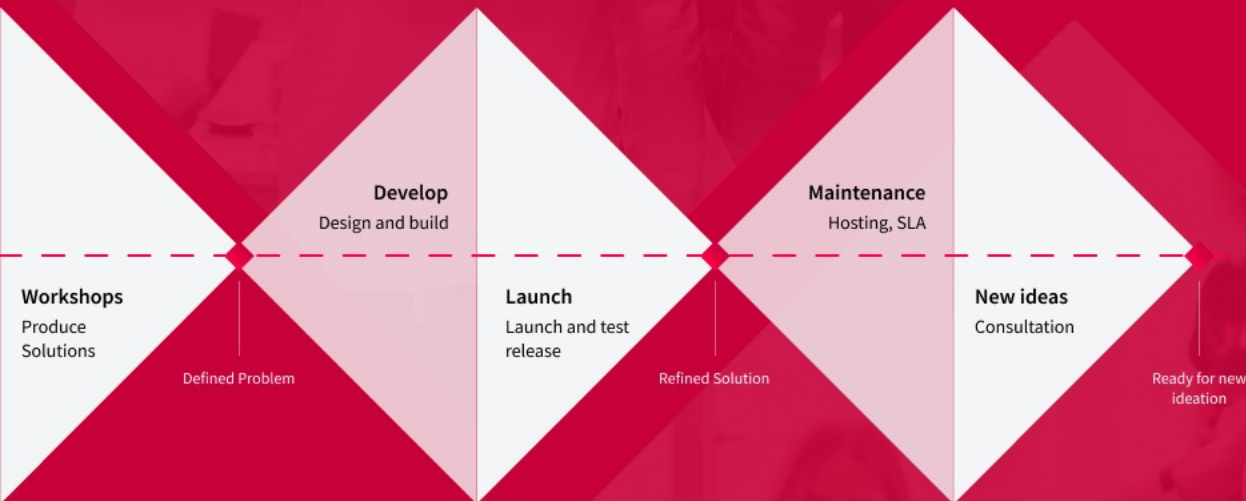 Workshops
Produce
Solutions
Defined Problem
Develop
Design and build
Launch
Launch and test
release
Refined Solution
Maintenance
Hosting, SLA
New ideas
Consultation
Ready for new
ideation